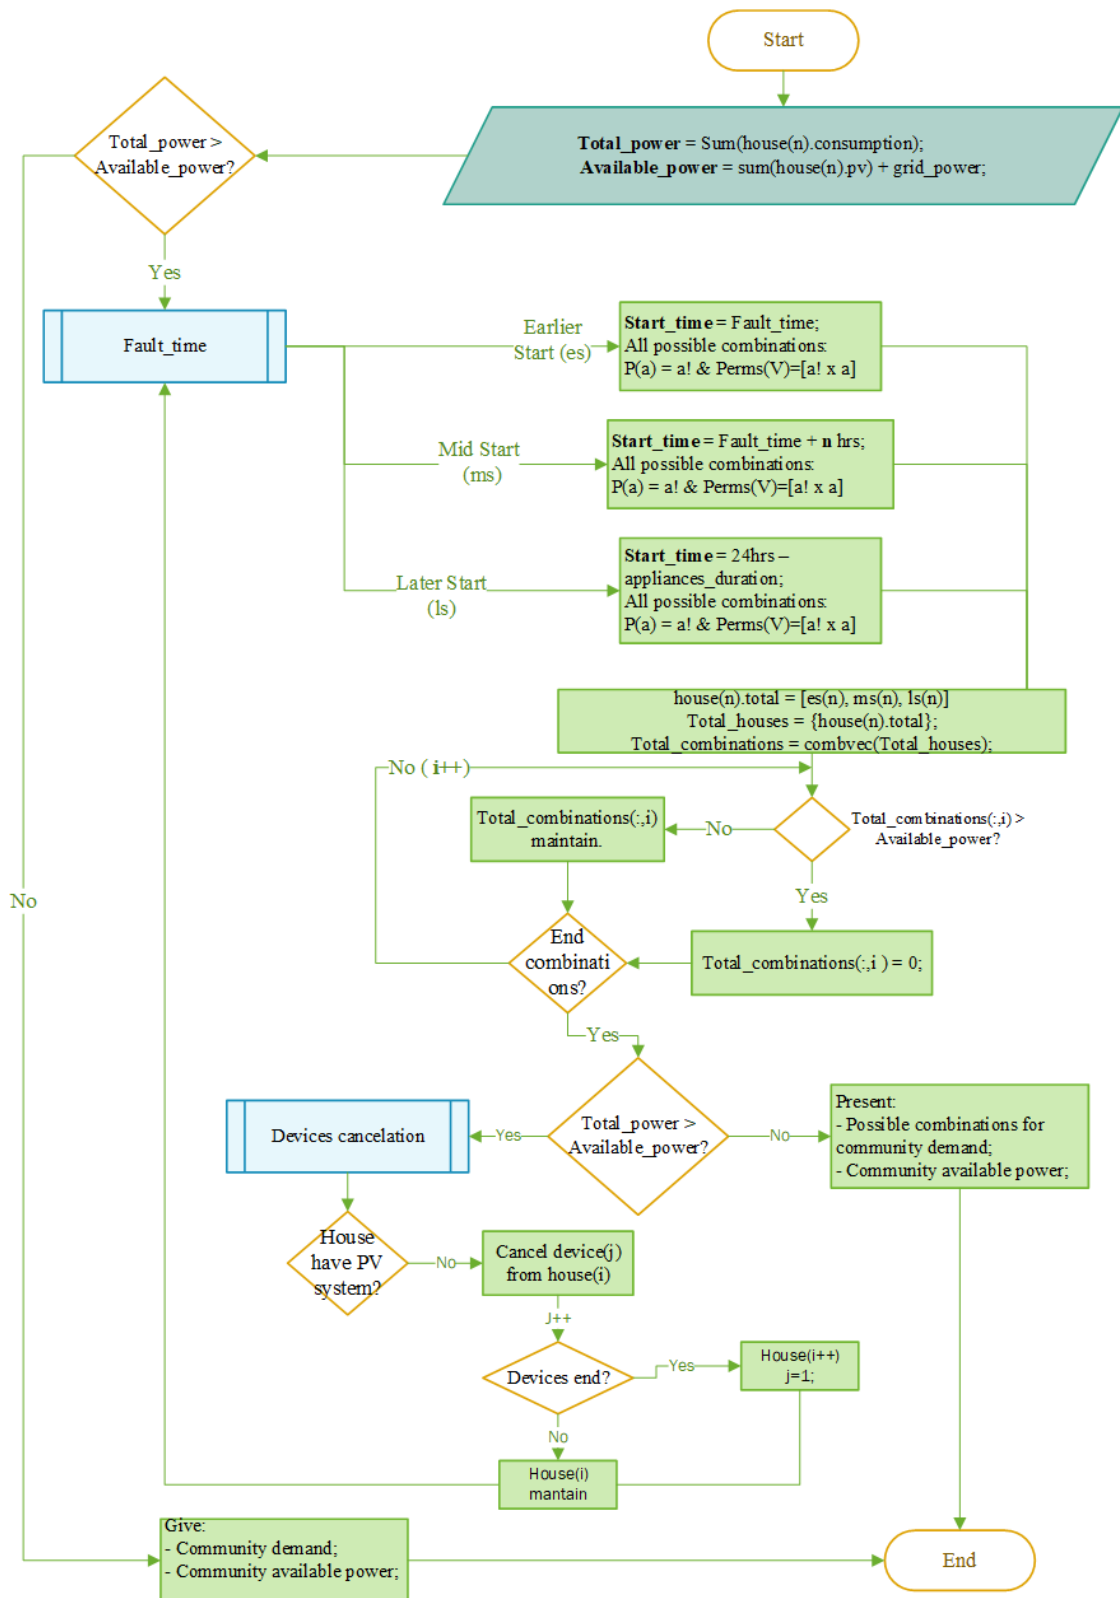 Start
Total_power = Sum(house(n).consumption);
Available_power = sum(house(n).pv) + grid_power;
Total_power >
Available_power?
Yes
No
Fault_time
Earlier
Start (es)
Start_time = Fault_time;
All possible combinations:
P(a) = a! & Perms(V)=[a! x a]
Mid Start
(ms)
Start_time = Fault_time + n hrs;
All possible combinations:
P(a) = a! & Perms(V)=[a! x a]
Later Start
(ls)
Start_time = 24hrs –
appliances_duration;
All possible combinations:
P(a) = a! & Perms(V)=[a! x a]
house(n).total = [es(n), ms(n), ls(n)]
Total_houses = {house(n).total};
Total_combinations = combvec(Total_houses);
No ( i++)
Total_combinations(:,i) >
Available_power?
No
Total_combinations(:,i)
maintain.
Yes
Total_combinations(:,i ) = 0;
End
combinati
ons?
Yes
Total_power >
Available_power?
Yes
Devices cancelation
No
Present:
- Possible combinations for
community demand;
- Community available power;
House
have PV
system?
No
Cancel device(j)
from house(i)
J++
Devices end?
Yes
House(i++)
j=1;
No
House(i)
mantain
Give:
- Community demand;
- Community available power;
End